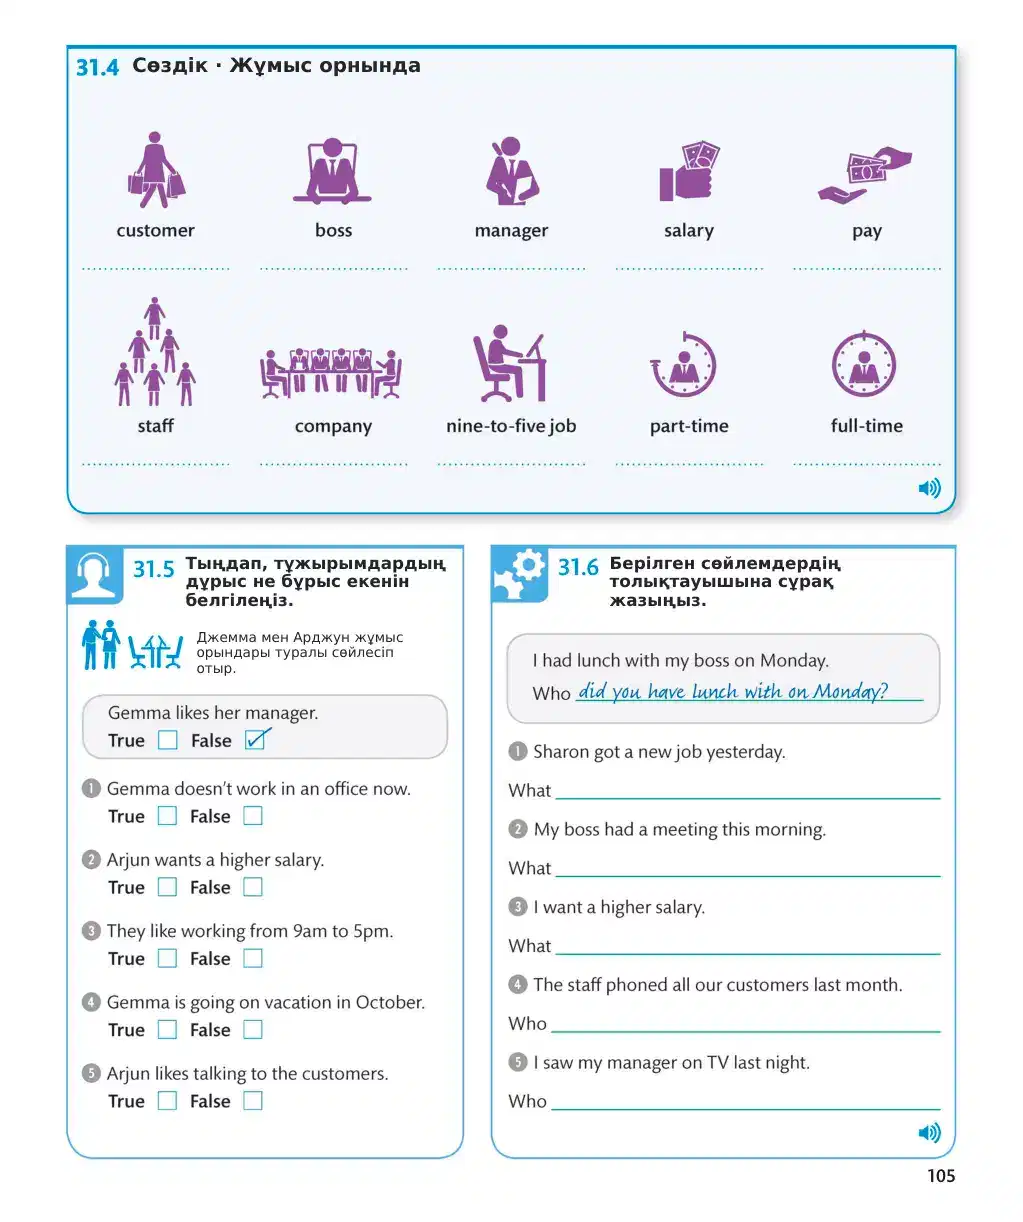 31.4 Сөздік · Жұмыс орнында
customer boss manager salary pay
staff company nine-to-five job part-time full-time
31.5 Тыңдап, тұжырымдардың
дұрыс не бұрыс екенін
белгілеңіз.
Джемма мен Арджун жұмыс
орындары туралы сөйлесіп
отыр.
Gemma likes her manager.
True False
1 Gemma doesn't work in an office now.
True False
2 Arjun wants a higher salary.
True False
3 They like working from 9am to 5pm.
True False
4 Gemma is going on vacation in October.
True False
5 Arjun likes talking to the customers.
True False
31.6 Берілген сөйлемдердің
толықтауышына сұрақ
жазыңыз.
I had lunch with my boss on Monday.
Who did you have lunch with on Monday?
1 Sharon got a new job yesterday.
What
2 My boss had a meeting this morning.
What
3 I want a higher salary.
What
4 The staff phoned all our customers last month.
Who
5 I saw my manager on TV last night.
Who
105